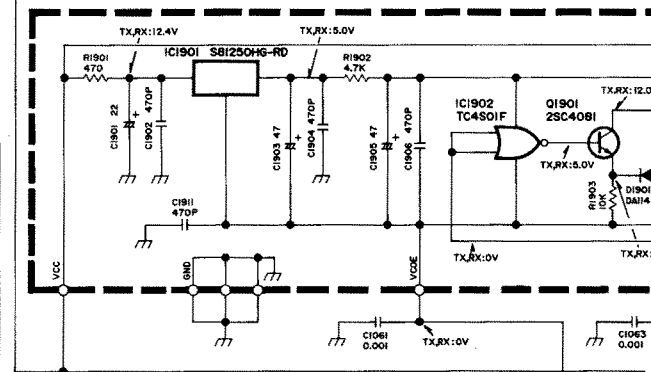 TX,RX:12.4V
IC1901 S81250HG-RD
TX,RX:5.0V
R1901
470
R1902
4.7K
TX,RX:12.0
IC1902
TC4S01F
Q1901
2SC4081
C1901 22
C1902 470P
C1903 47
C1904 470P
C1905 47
C1906 470P
TX,RX:5.0V
R1903
10K
D1901
DA114
C1911
470P
TX,RX:0V
TX,RX:
VCC
GND
VCOE
C1061
0.001
TX,RX:0V
C1063
0.001